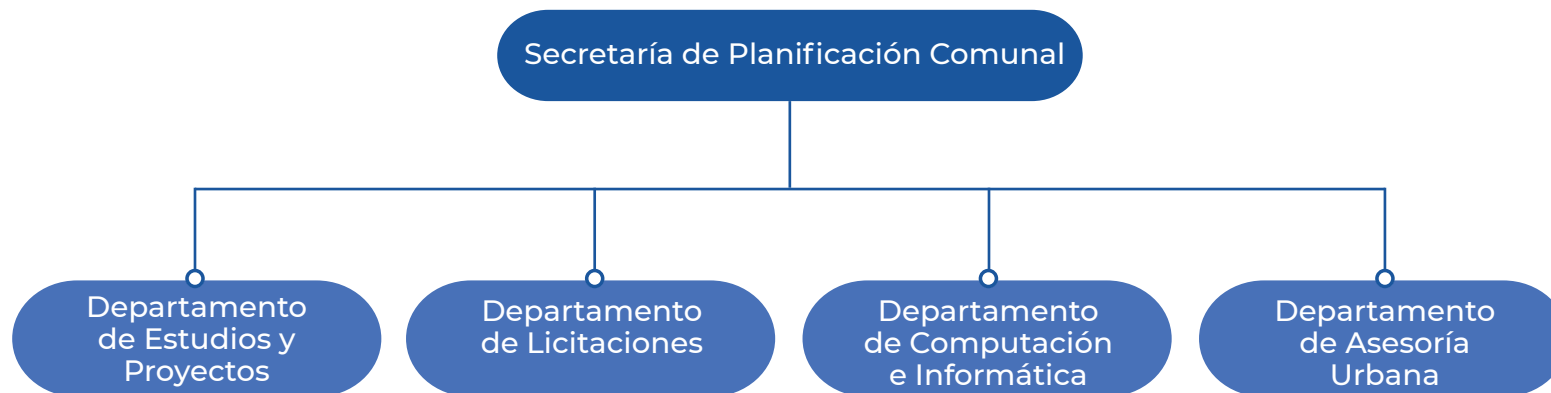 Secretaría de Planificación Comunal
Departamento
de Estudios y
Proyectos
Departamento
de Licitaciones
Departamento
de Computación
e Informática
Departamento
de Asesoría
Urbana